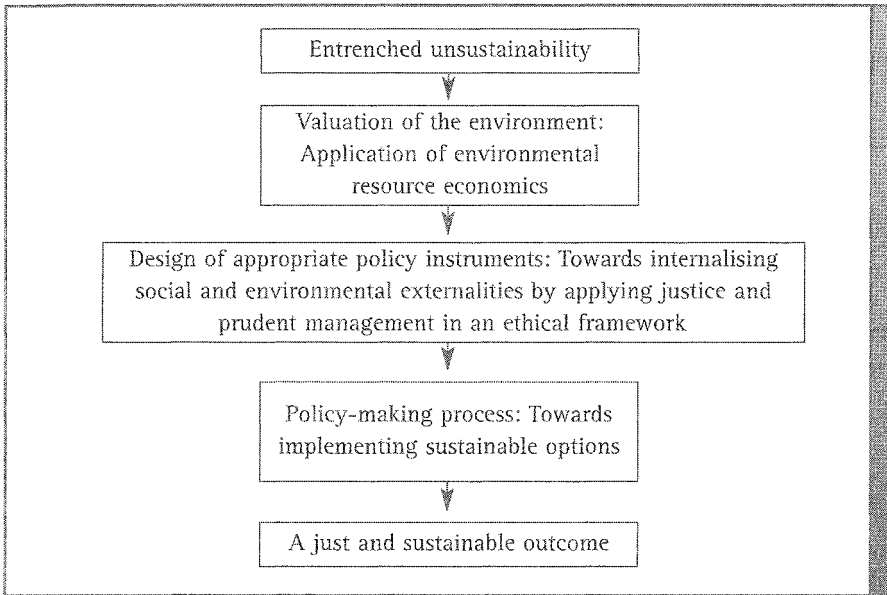 Entrenched unsustainability
Valuation of the environment:
Application of environmental
resource economics
Design of appropriate policy instruments: Towards internalising
social and environmental externalities by applying justice and
prudent management in an ethical framework
Policy-making process: Towards
implementing sustainable options
A just and sustainable outcome